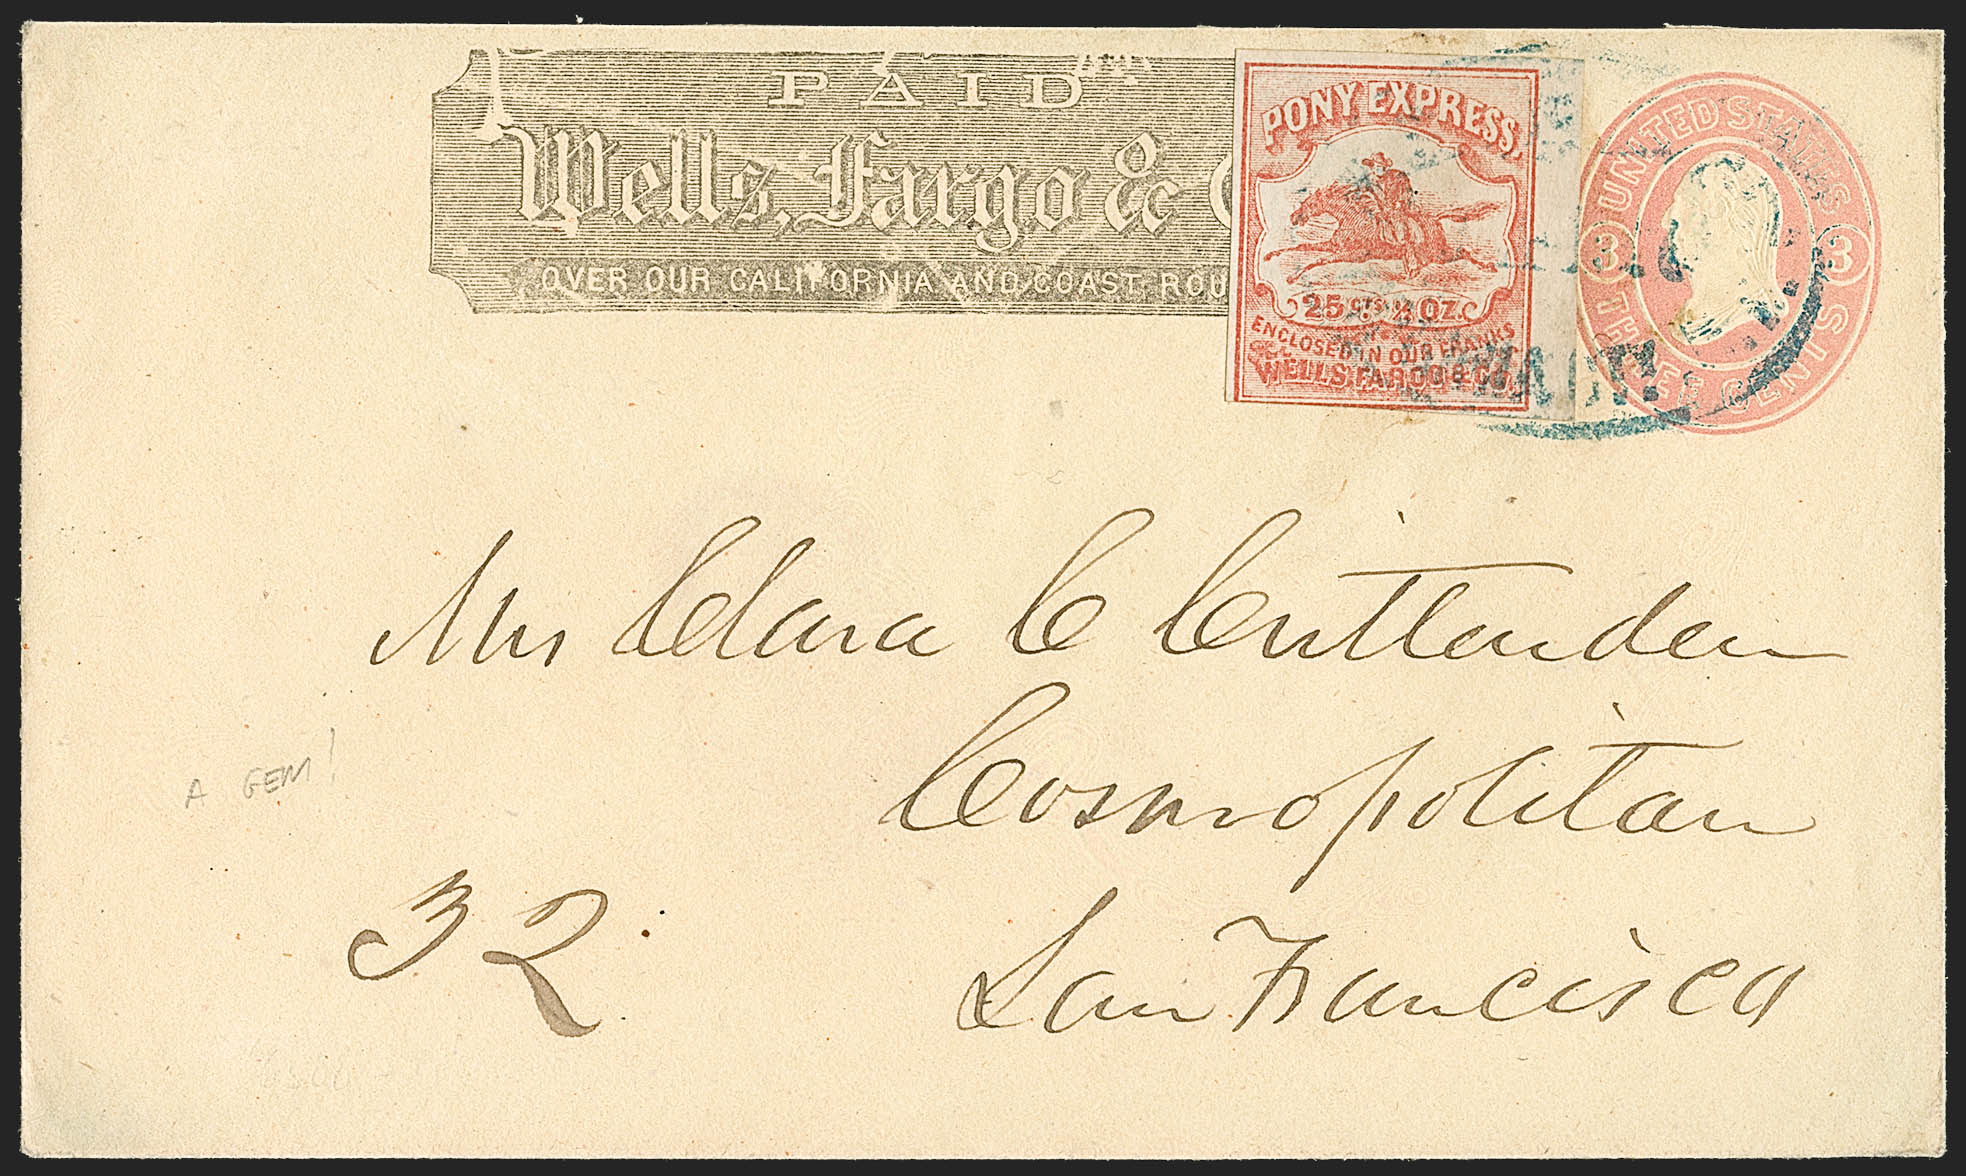 PAID
Wells, Fargo &
OVER OUR CALIFORNIA AND COAST ROU
PONY EXPRESS.
25 CTS ½ OZ.
ENCLOSED IN OUR FRANKS
WELLS, FARGO & CO.
UNITED STATES
3 3
THREE CENTS
Mrs Clara C Crittenden
Cosmopolitan
San Francisco
A GEM!
32